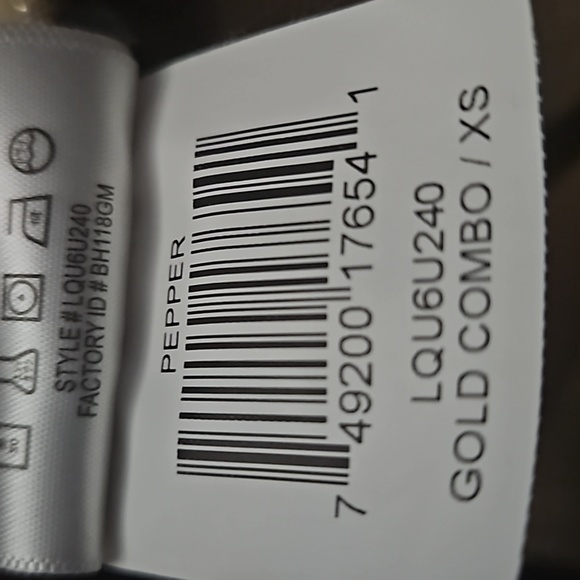 STYLE # LQU6U240
FACTORY ID # BH118GM
PEPPER
7 49200 17654 1
LQU6U240
GOLD COMBO / XS